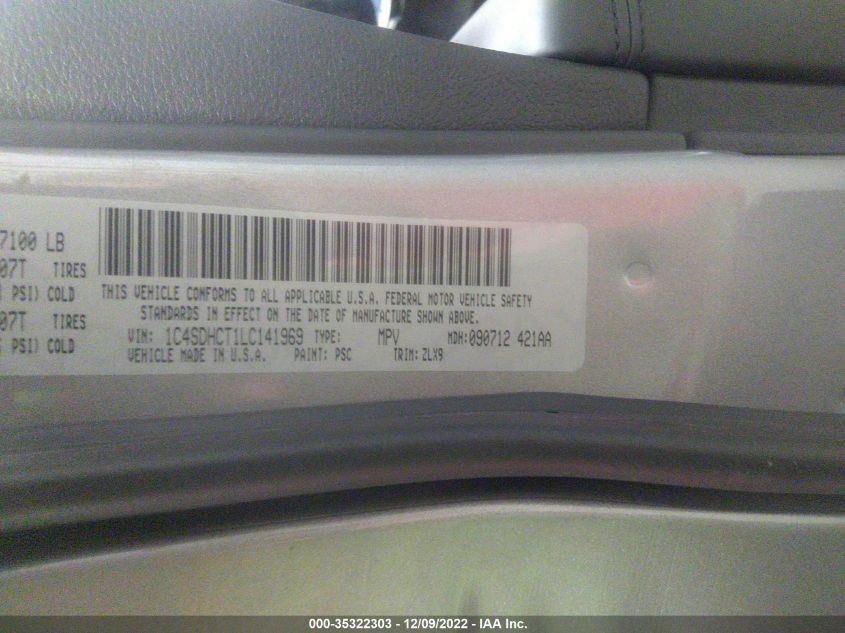 7100 LB
07T TIRES
PSI) COLD
07T TIRES
PSI) COLD
THIS VEHICLE CONFORMS TO ALL APPLICABLE U.S.A. FEDERAL MOTOR VEHICLE SAFETY
STANDARDS IN EFFECT ON THE DATE OF MANUFACTURE SHOWN ABOVE.
VIN: 1C4SDHCT1LC141969 TYPE: MPV MDH:090712 421AA
VEHICLE MADE IN U.S.A. PAINT: PSC TRIM: ZLX9
000-35322303 - 12/09/2022 - IAA Inc.